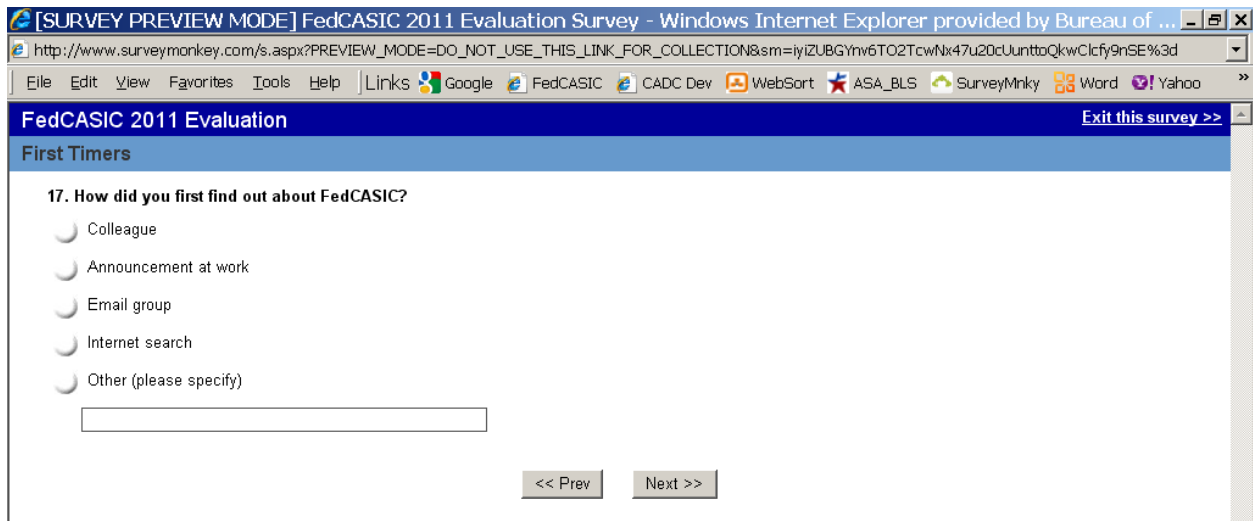 [SURVEY PREVIEW MODE] FedCASIC 2011 Evaluation Survey - Windows Internet Explorer provided by Bureau of ...
http://www.surveymonkey.com/s.aspx?PREVIEW_MODE=DO_NOT_USE_THIS_LINK_FOR_COLLECTION&sm=iyiZUBGYnv6TO2TcwNx47u20cUunttoQkwClcfy9nSE%3d
File Edit View Favorites Tools Help Links Google FedCASIC CADC Dev WebSort ASA_BLS SurveyMnky Word Yahoo »
FedCASIC 2011 Evaluation Exit this survey >>
First Timers
17. How did you first find out about FedCASIC?
Colleague
Announcement at work
Email group
Internet search
Other (please specify)
<< Prev Next >>